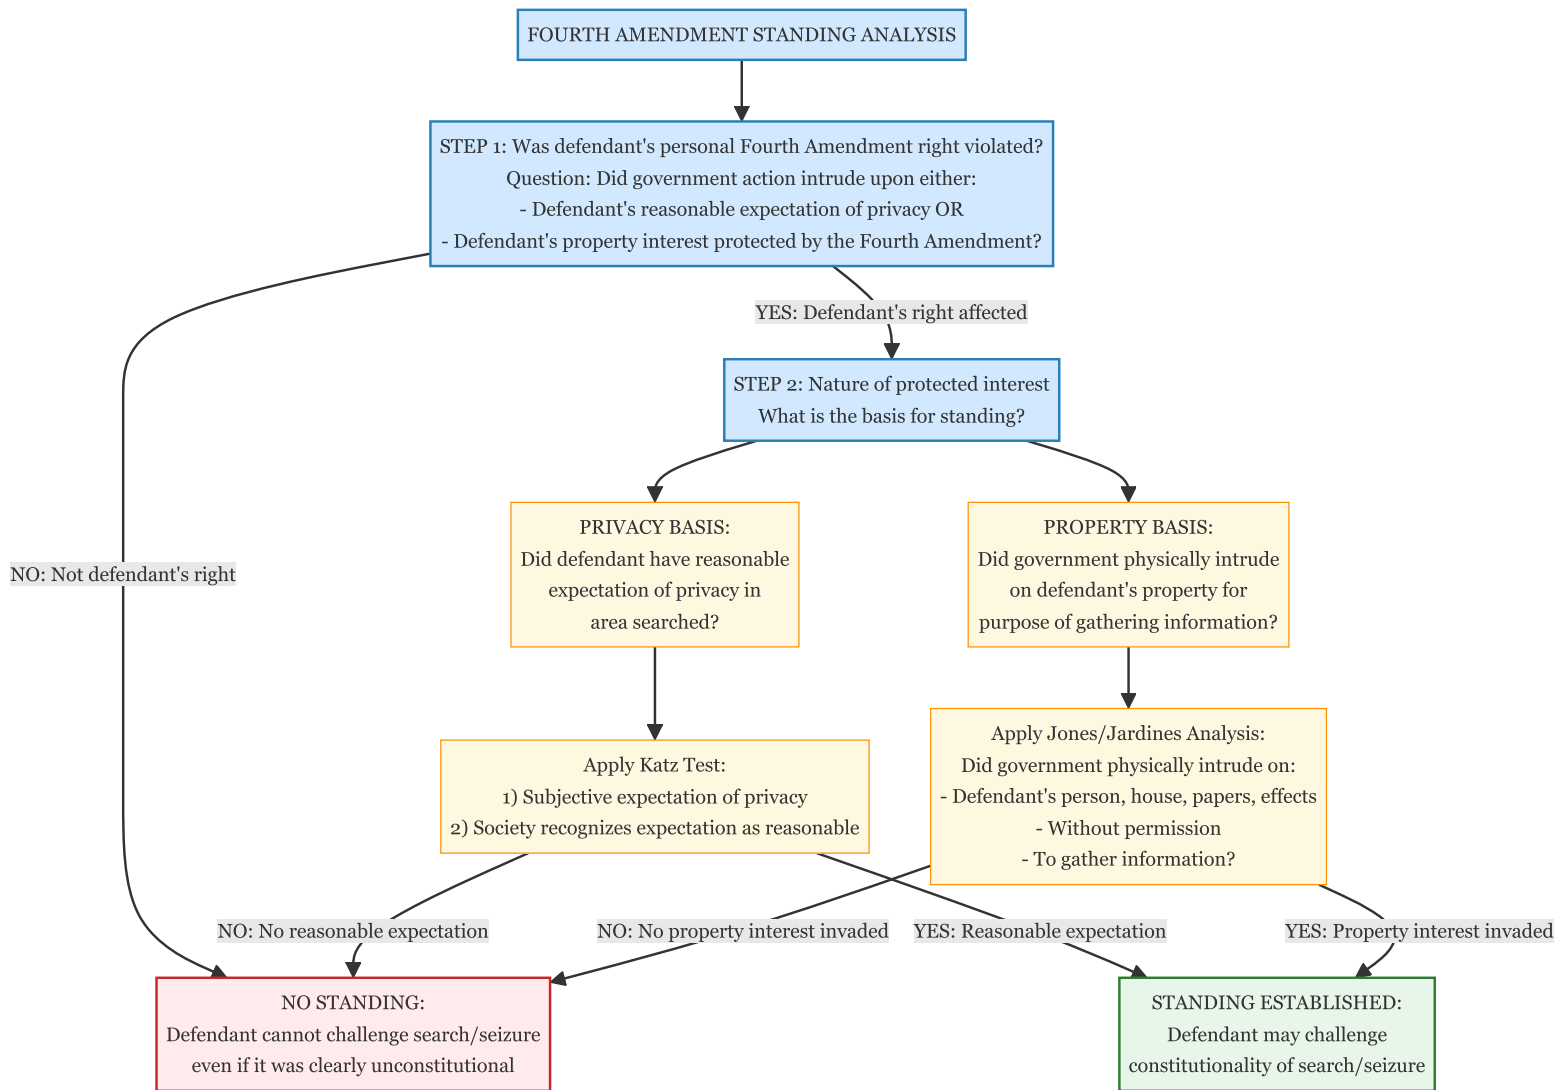 FOURTH AMENDMENT STANDING ANALYSIS
STEP 1: Was defendant's personal Fourth Amendment right violated?
Question: Did government action intrude upon either:
- Defendant's reasonable expectation of privacy OR
- Defendant's property interest protected by the Fourth Amendment?
YES: Defendant's right affected
STEP 2: Nature of protected interest
What is the basis for standing?
NO: Not defendant's right
PRIVACY BASIS:
Did defendant have reasonable
expectation of privacy in
area searched?
PROPERTY BASIS:
Did government physically intrude
on defendant's property for
purpose of gathering information?
Apply Katz Test:
1) Subjective expectation of privacy
2) Society recognizes expectation as reasonable
Apply Jones/Jardines Analysis:
Did government physically intrude on:
- Defendant's person, house, papers, effects
- Without permission
- To gather information?
NO: No reasonable expectation
NO: No property interest invaded
YES: Reasonable expectation
YES: Property interest invaded
NO STANDING:
Defendant cannot challenge search/seizure
even if it was clearly unconstitutional
STANDING ESTABLISHED:
Defendant may challenge
constitutionality of search/seizure